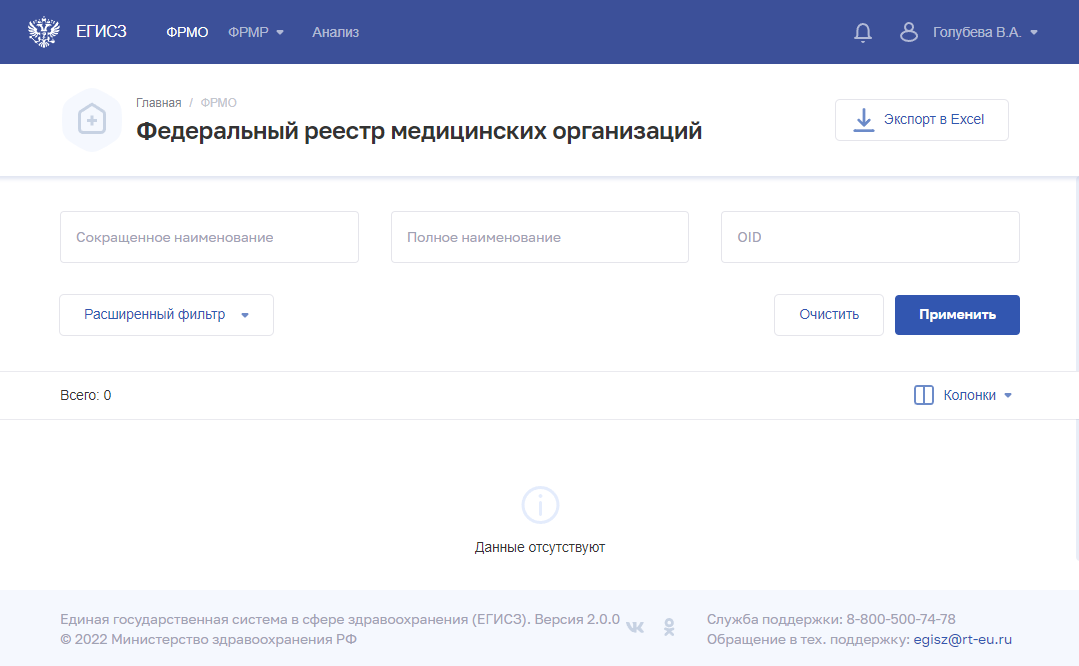 ЕГИСЗ ФРМО ФРМР Анализ Голубева В.А.
Главная / ФРМО
Федеральный реестр медицинских организаций
Экспорт в Excel
Сокращенное наименование Полное наименование OID
Расширенный фильтр Очистить Применить
Всего: 0 Колонки
Данные отсутствуют
Единая государственная система в сфере здравоохранения (ЕГИСЗ). Версия 2.0.0 Служба поддержки: 8-800-500-74-78
© 2022 Министерство здравоохранения РФ Обращение в тех. поддержку: egisz@rt-eu.ru